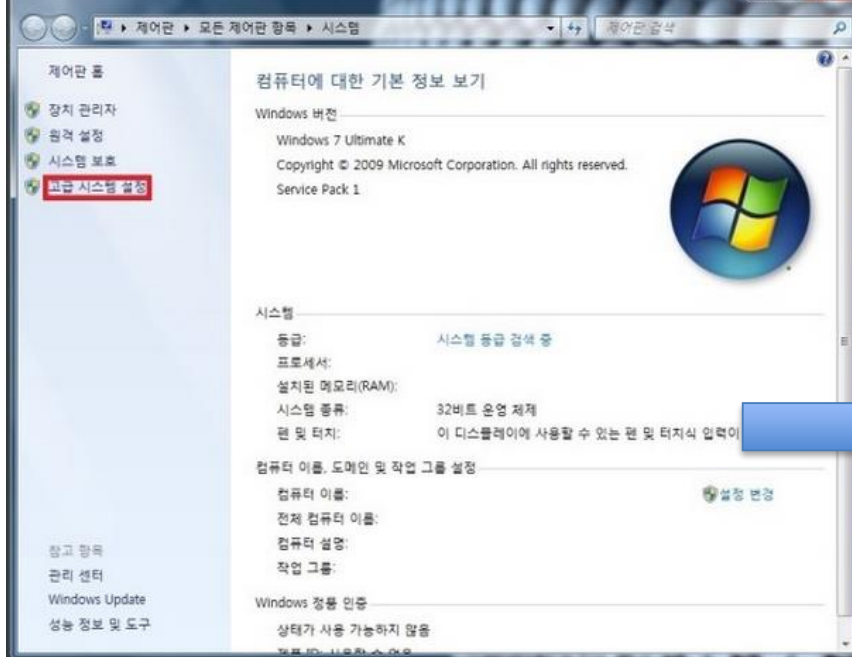 제어판 ▸ 모든 제어판 항목 ▸ 시스템
제어판 검색
제어판 홈
장치 관리자
원격 설정
시스템 보호
고급 시스템 설정
참고 항목
관리 센터
Windows Update
성능 정보 및 도구
컴퓨터에 대한 기본 정보 보기
Windows 버전
Windows 7 Ultimate K
Copyright © 2009 Microsoft Corporation. All rights reserved.
Service Pack 1
시스템
등급: 시스템 등급 검색 중
프로세서:
설치된 메모리(RAM):
시스템 종류: 32비트 운영 체제
펜 및 터치: 이 디스플레이에 사용할 수 있는 펜 및 터치식 입력이
컴퓨터 이름, 도메인 및 작업 그룹 설정
컴퓨터 이름: 설정 변경
전체 컴퓨터 이름:
컴퓨터 설명:
작업 그룹:
Windows 정품 인증
상태가 사용 가능하지 않음
제품 ID: 사용할 수 없음